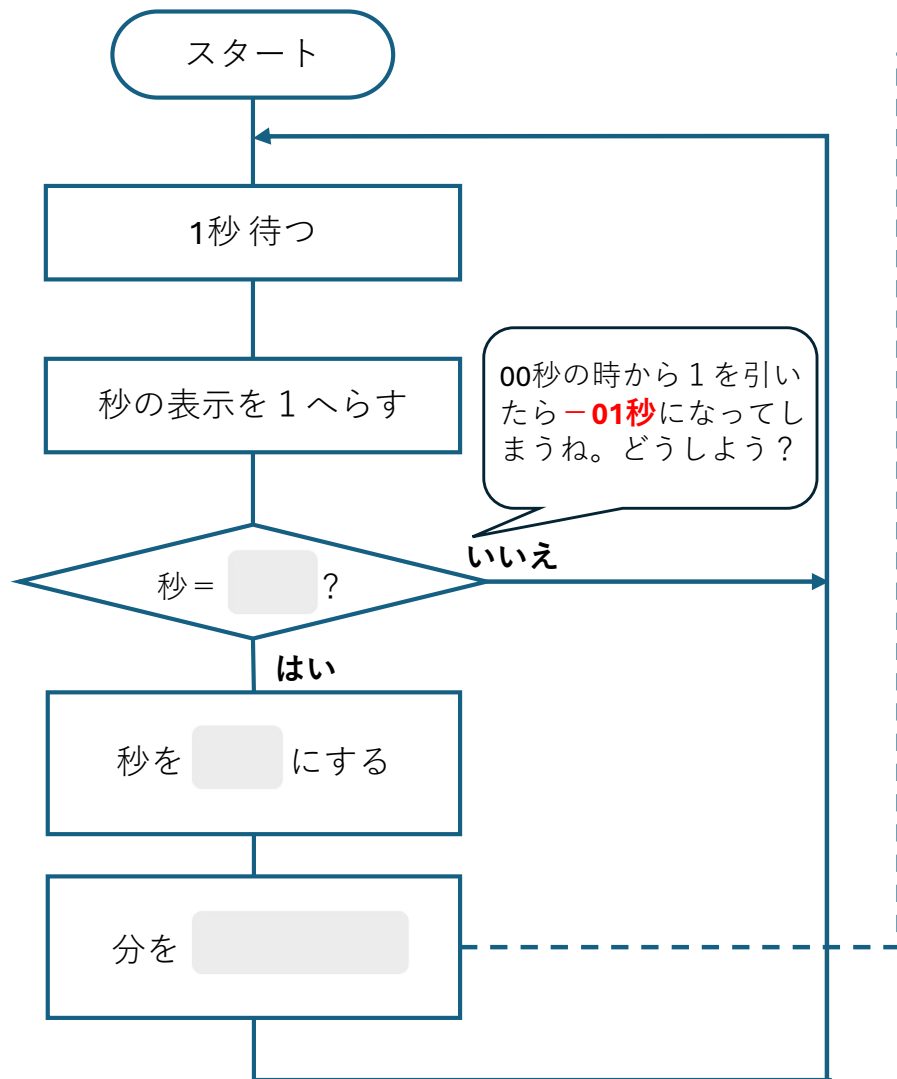 スタート
1秒 待つ
秒の表示を１へらす
00秒の時から１を引い
たら－01秒になってし
まうね。どうしよう？
いいえ
秒＝ ？
はい
秒を にする
分を